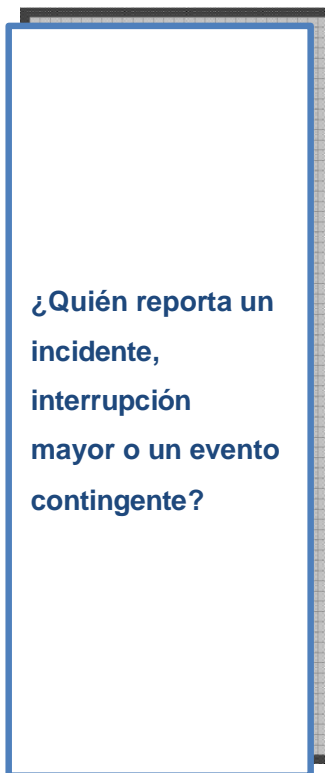 ¿Quién reporta un
incidente,
interrupción
mayor o un evento
contingente?